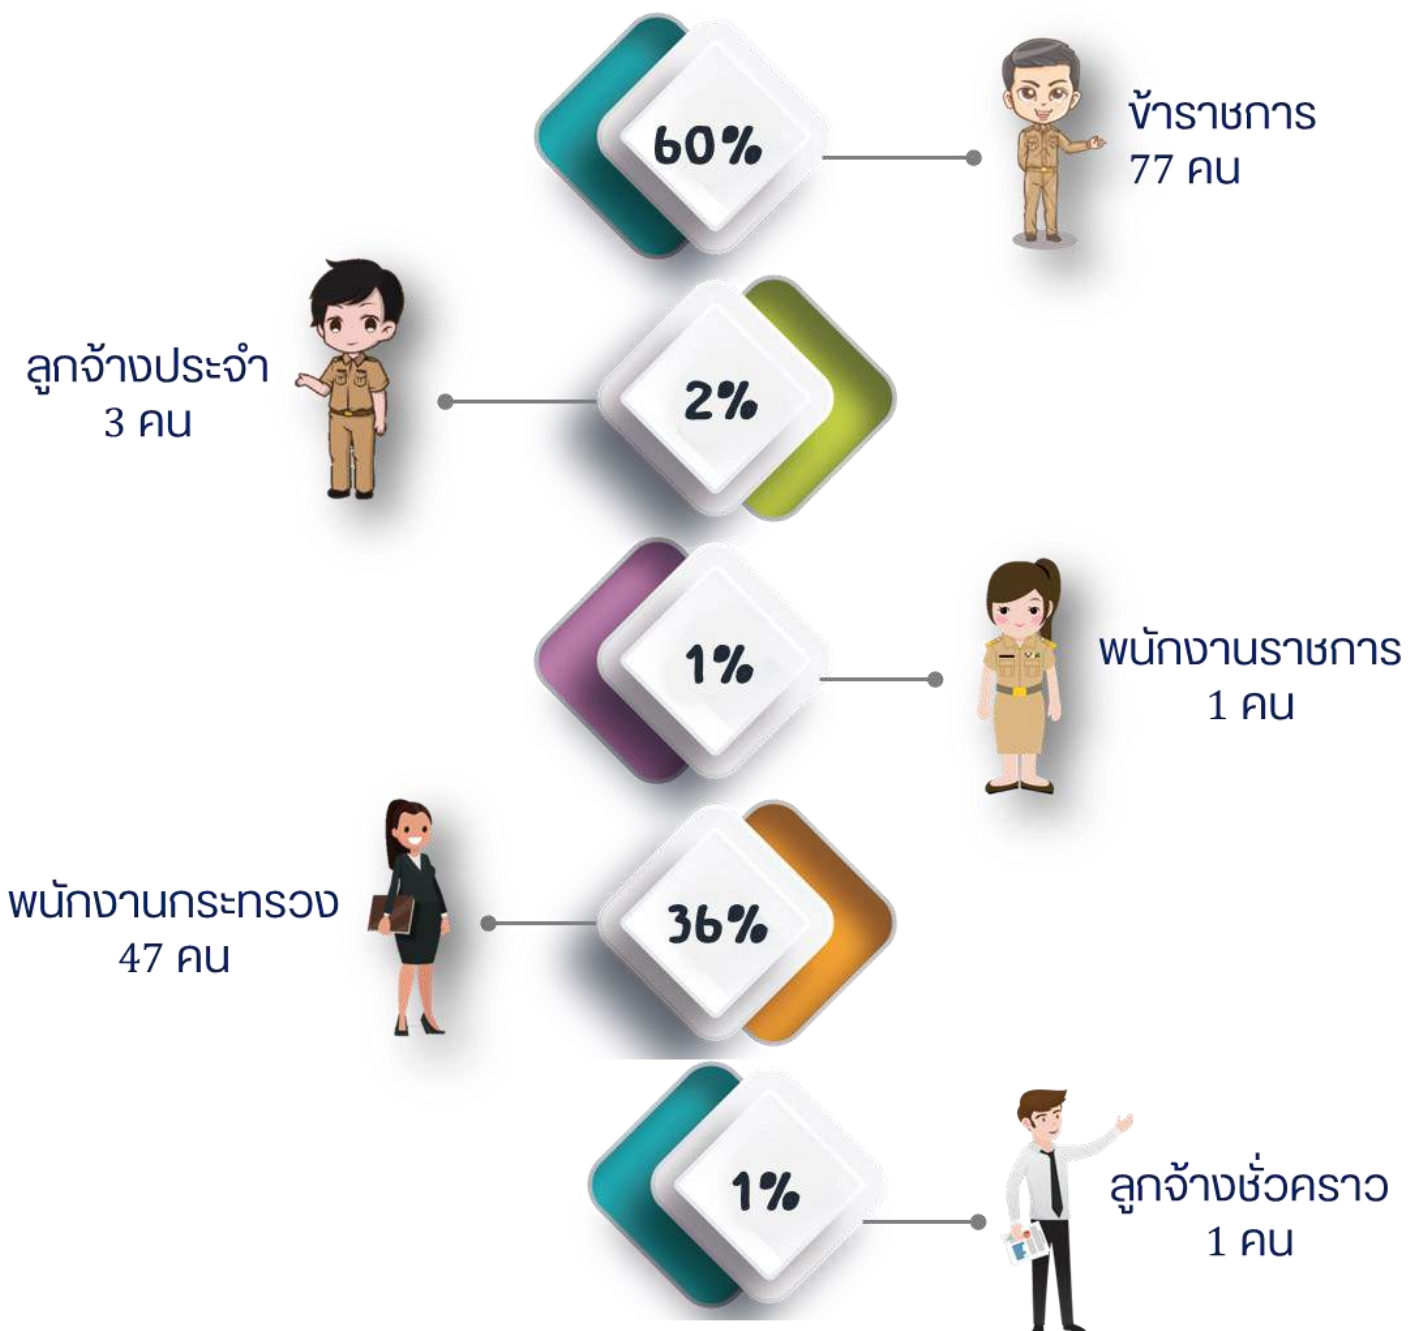 60%
ข้าราชการ
77 คน
ลูกจ้างประจำ
3 คน
2%
1%
พนักงานราชการ
1 คน
พนักงานกระทรวง
47 คน
36%
1%
ลูกจ้างชั่วคราว
1 คน